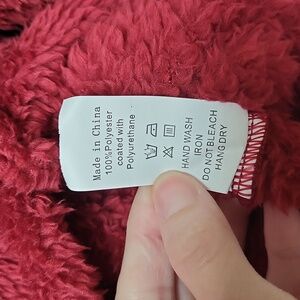 Made in China
100%Polyester
coated with
Polyurethane
HAND WASH
IRON
DO NOT BLEACH
HANG DRY